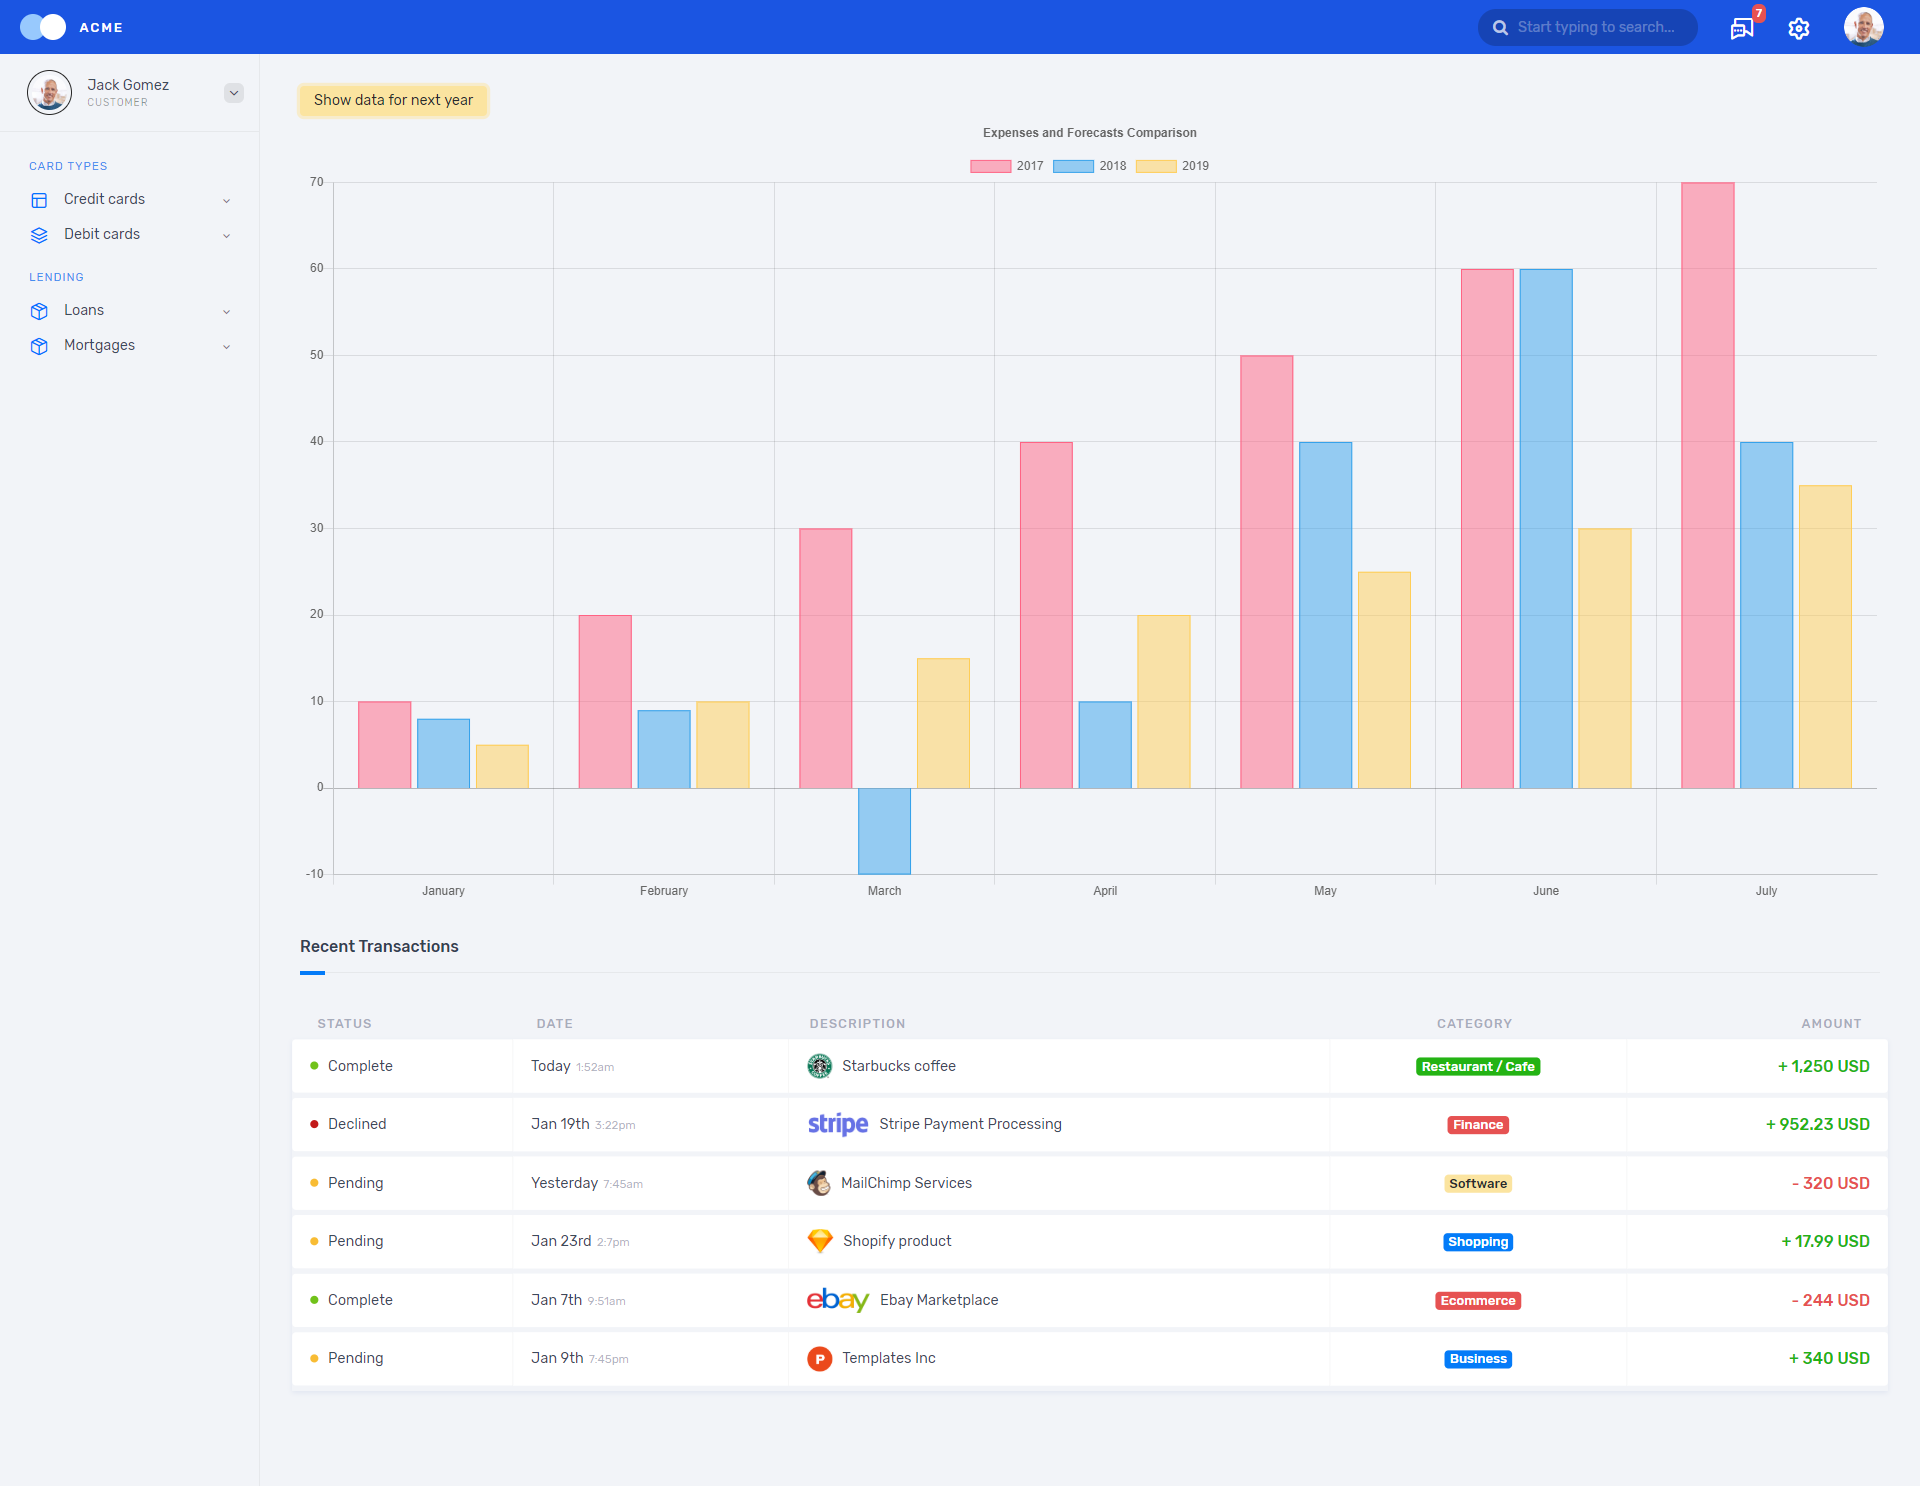 ACME
Start typing to search...
7
Jack Gomez
CUSTOMER
CARD TYPES
Credit cards
Debit cards
LENDING
Loans
Mortgages
Show data for next year
Expenses and Forecasts Comparison
2017 2018 2019
70
60
50
40
30
20
10
0
-10
January February March April May June July
Recent Transactions
STATUS DATE DESCRIPTION CATEGORY AMOUNT
Complete Today 1:52am Starbucks coffee Restaurant / Cafe + 1,250 USD
Declined Jan 19th 3:22pm stripe Stripe Payment Processing Finance + 952.23 USD
Pending Yesterday 7:45am MailChimp Services Software - 320 USD
Pending Jan 23rd 2:7pm Shopify product Shopping + 17.99 USD
Complete Jan 7th 9:51am ebay Ebay Marketplace Ecommerce - 244 USD
Pending Jan 9th 7:45pm P Templates Inc Business + 340 USD